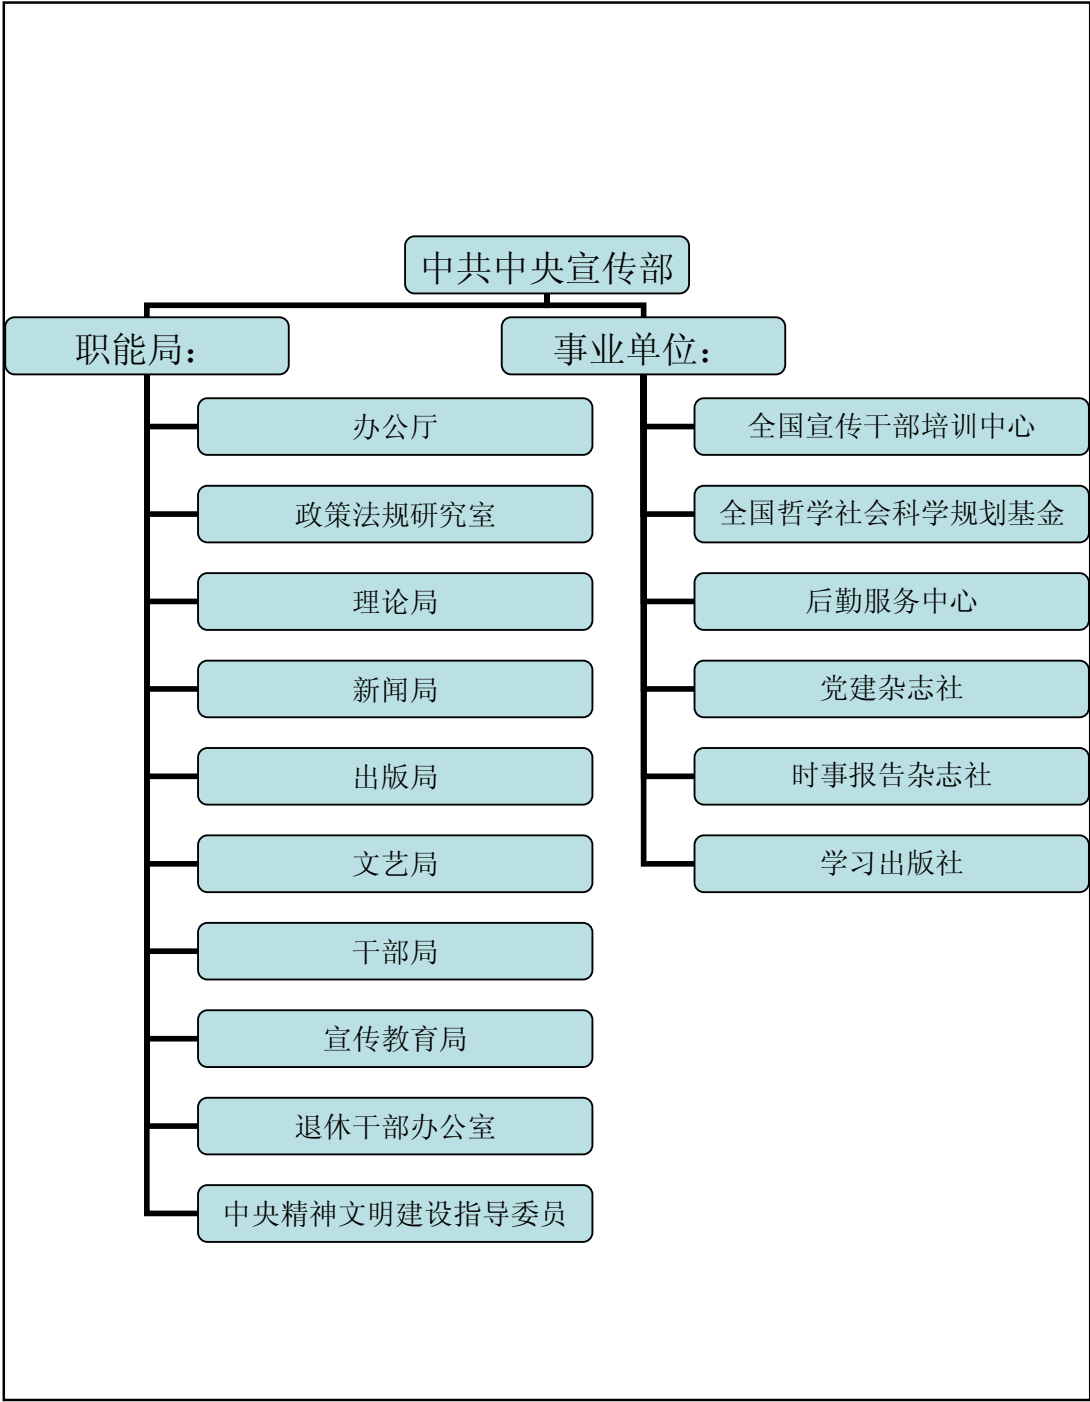 中共中央宣传部
职能局：
事业单位：
办公厅
政策法规研究室
理论局
新闻局
出版局
文艺局
干部局
宣传教育局
退休干部办公室
中央精神文明建设指导委员
全国宣传干部培训中心
全国哲学社会科学规划基金
后勤服务中心
党建杂志社
时事报告杂志社
学习出版社